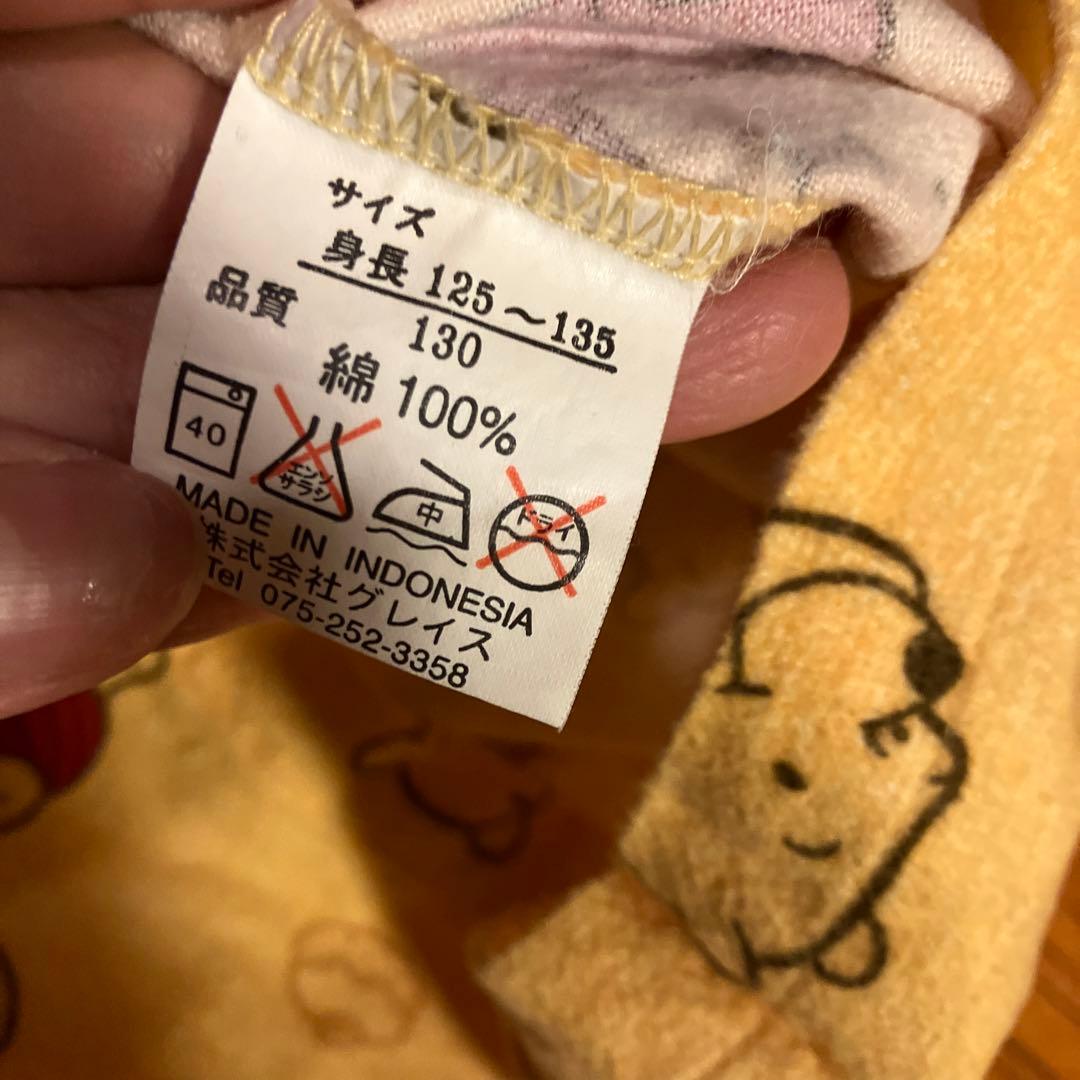 サイズ
身長 125～135
130
品質
綿 100%
40
エンソ
サラシ
中
ドライ
MADE IN INDONESIA
株式会社グレイス
Tel 075-252-3358